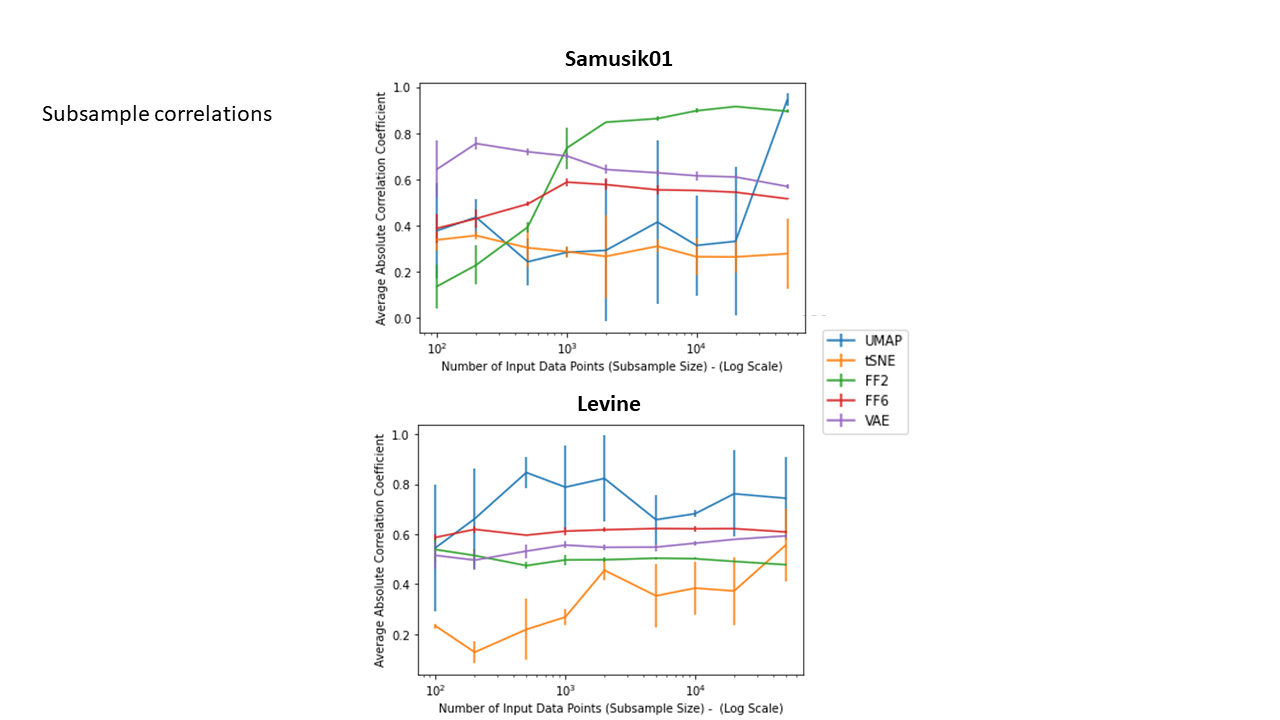 Samusik01
Subsample correlations
1.0
0.8
0.6
0.4
0.2
0.0
Average Absolute Correlation Coefficient
10²
10³
10⁴
Number of Input Data Points (Subsample Size) - (Log Scale)
UMAP
tSNE
FF2
FF6
VAE
Levine
1.0
0.8
0.6
0.4
0.2
Average Absolute Correlation Coefficient
10²
10³
10⁴
Number of Input Data Points (Subsample Size) - (Log Scale)